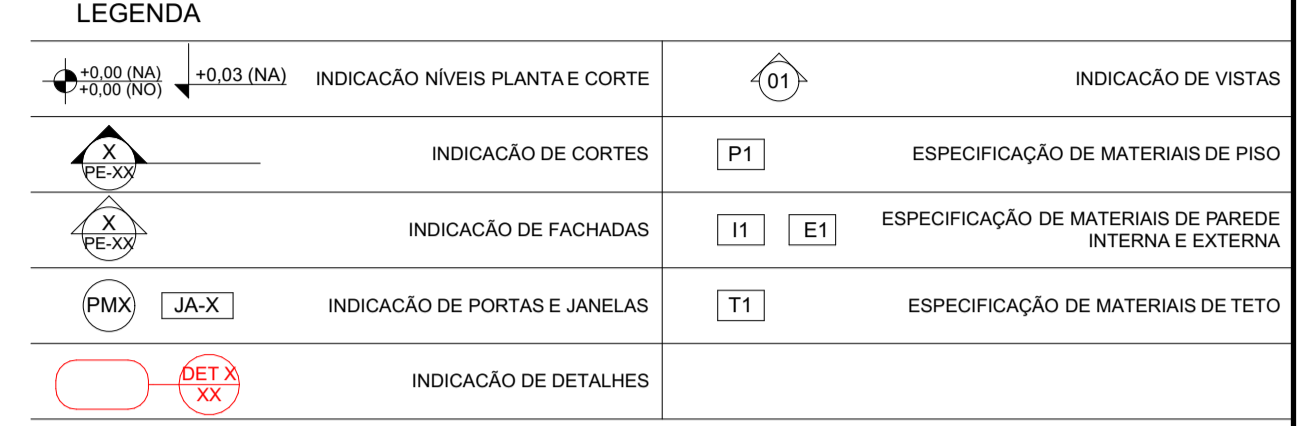 LEGENDA
+0,00 (NA)
+0,00 (NO)
+0,03 (NA)
INDICACÃO NÍVEIS PLANTA E CORTE
01
INDICACÃO DE VISTAS
X
PE-XX
INDICACÃO DE CORTES
P1
ESPECIFICAÇÃO DE MATERIAIS DE PISO
X
PE-XX
INDICACÃO DE FACHADAS
I1
E1
ESPECIFICAÇÃO DE MATERIAIS DE PAREDE
INTERNA E EXTERNA
PMX
JA-X
INDICACÃO DE PORTAS E JANELAS
T1
ESPECIFICAÇÃO DE MATERIAIS DE TETO
DET X
XX
INDICACÃO DE DETALHES